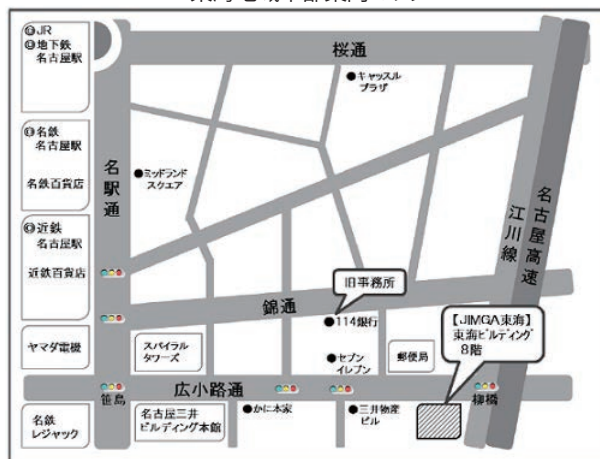 ◎JR
◎地下鉄
名古屋駅
桜通
●キャッスル
プラザ
◎名鉄
名古屋駅
名鉄百貨店
名駅通
●ミッドランド
スクエア
名古屋高速
江川線
◎近鉄
名古屋駅
近鉄百貨店
旧事務所
錦通
●114銀行
【JIMGA東海】
東海ビルディング
8階
ヤマダ電機
スパイラル
タワーズ
●セブン
イレブン
郵便局
笹島
広小路通
柳橋
名鉄
レジャック
名古屋三井
ビルディング本館
●かに本家
●三井物産
ビル